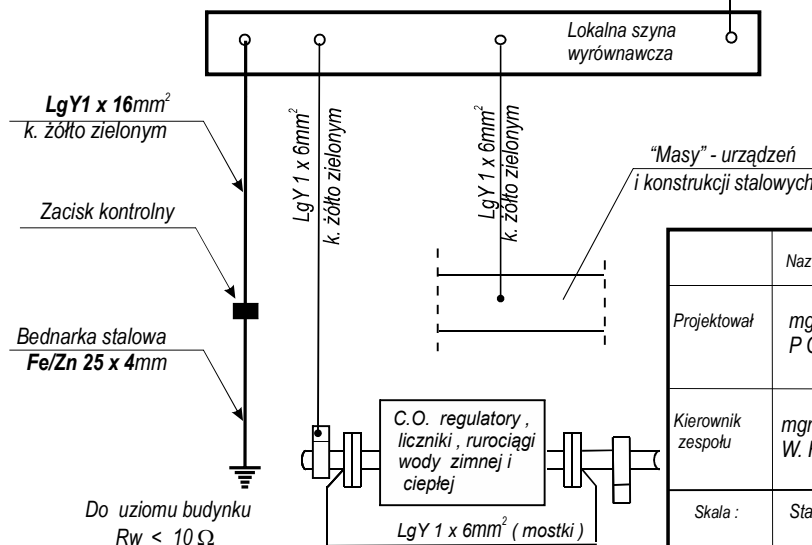 Lokalna szyna
wyrównawcza
LgY1 x 16mm²
k. żółto zielonym
Zacisk kontrolny
Bednarka stalowa
Fe/Zn 25 x 4mm
Do uziomu budynku
Rw < 10 Ω
LgY 1 x 6mm²
k. żółto zielonym
LgY 1 x 6mm²
k. żółto zielonym
“Masy” - urządzeń
i konstrukcji stalowych
C.O. regulatory ,
liczniki , rurociągi
wody zimnej i
ciepłej
LgY 1 x 6mm² ( mostki )
Projektował
Kierownik
zespołu
W.
Skala :